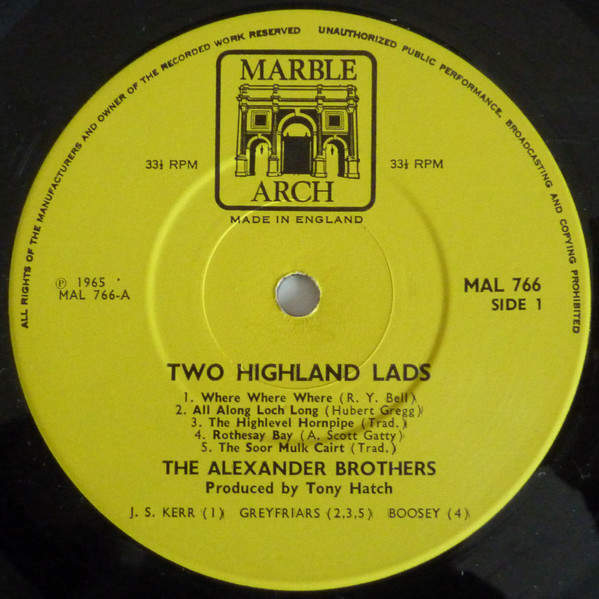 ALL RIGHTS OF THE MANUFACTURERS AND OWNER OF THE RECORDED WORK RESERVED UNAUTHORIZED PUBLIC PERFORMANCE, BROADCASTING AND COPYING PROHIBITED
MARBLE
ARCH
33⅓ RPM 33⅓ RPM
MADE IN ENGLAND
℗ 1965
MAL 766-A
MAL 766
SIDE 1
TWO HIGHLAND LADS
1. Where Where Where (R. Y. Bell)
2. All Along Loch Long (Hubert Gregg)
3. The Highlevel Hornpipe (Trad.)
4. Rothesay Bay (A. Scott Gatty)
5. The Soor Mulk Cairt (Trad.)
THE ALEXANDER BROTHERS
Produced by Tony Hatch
J. S. KERR (1) GREYFRIARS (2,3,5) BOOSEY (4)